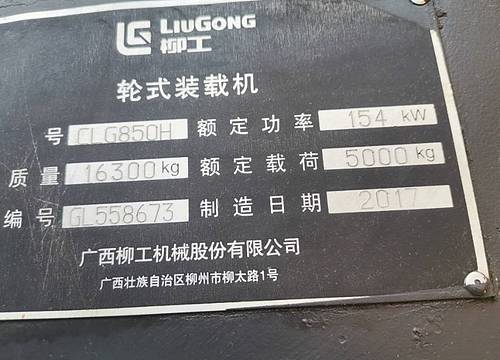 LIUGONG
柳工
轮式装载机
号 CLG850H 额定功率 154 kW
质量 16300 kg 额定载荷 5000 kg
编号 GL558673 制造日期 2017
广西柳工机械股份有限公司
广西壮族自治区柳州市柳太路1号